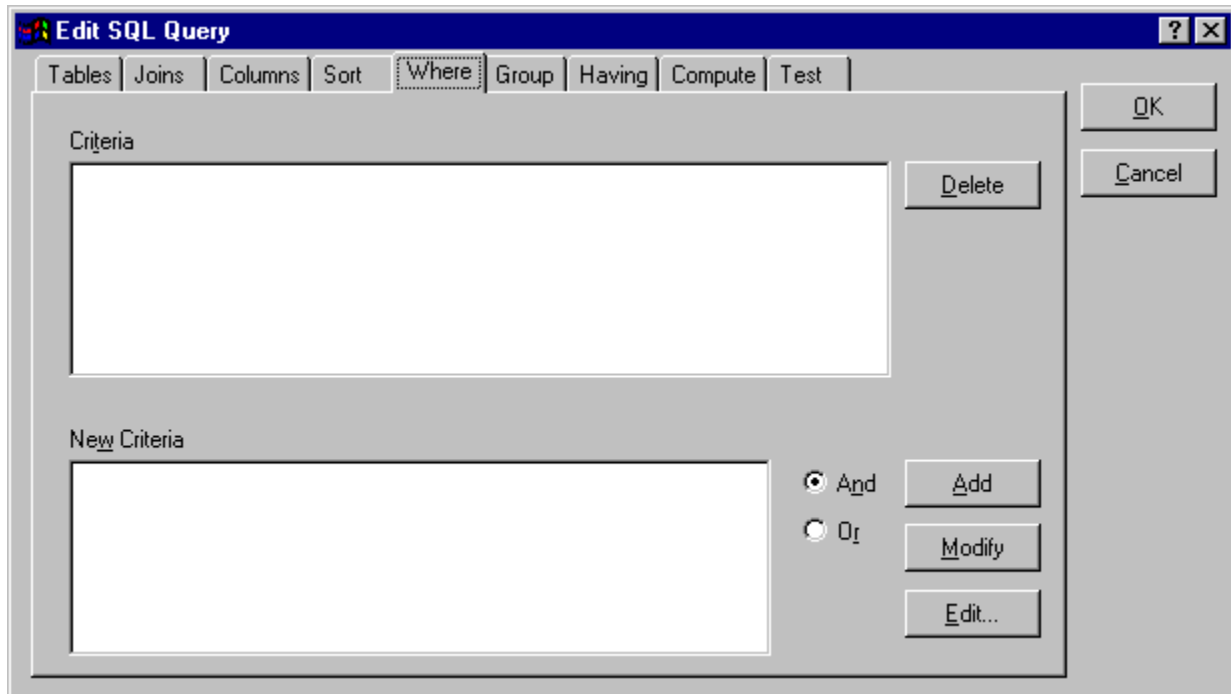 Edit SQL Query
Tables Joins Columns Sort Where Group Having Compute Test
OK
Criteria
Delete
Cancel
New Criteria
And
Add
Or
Modify
Edit...